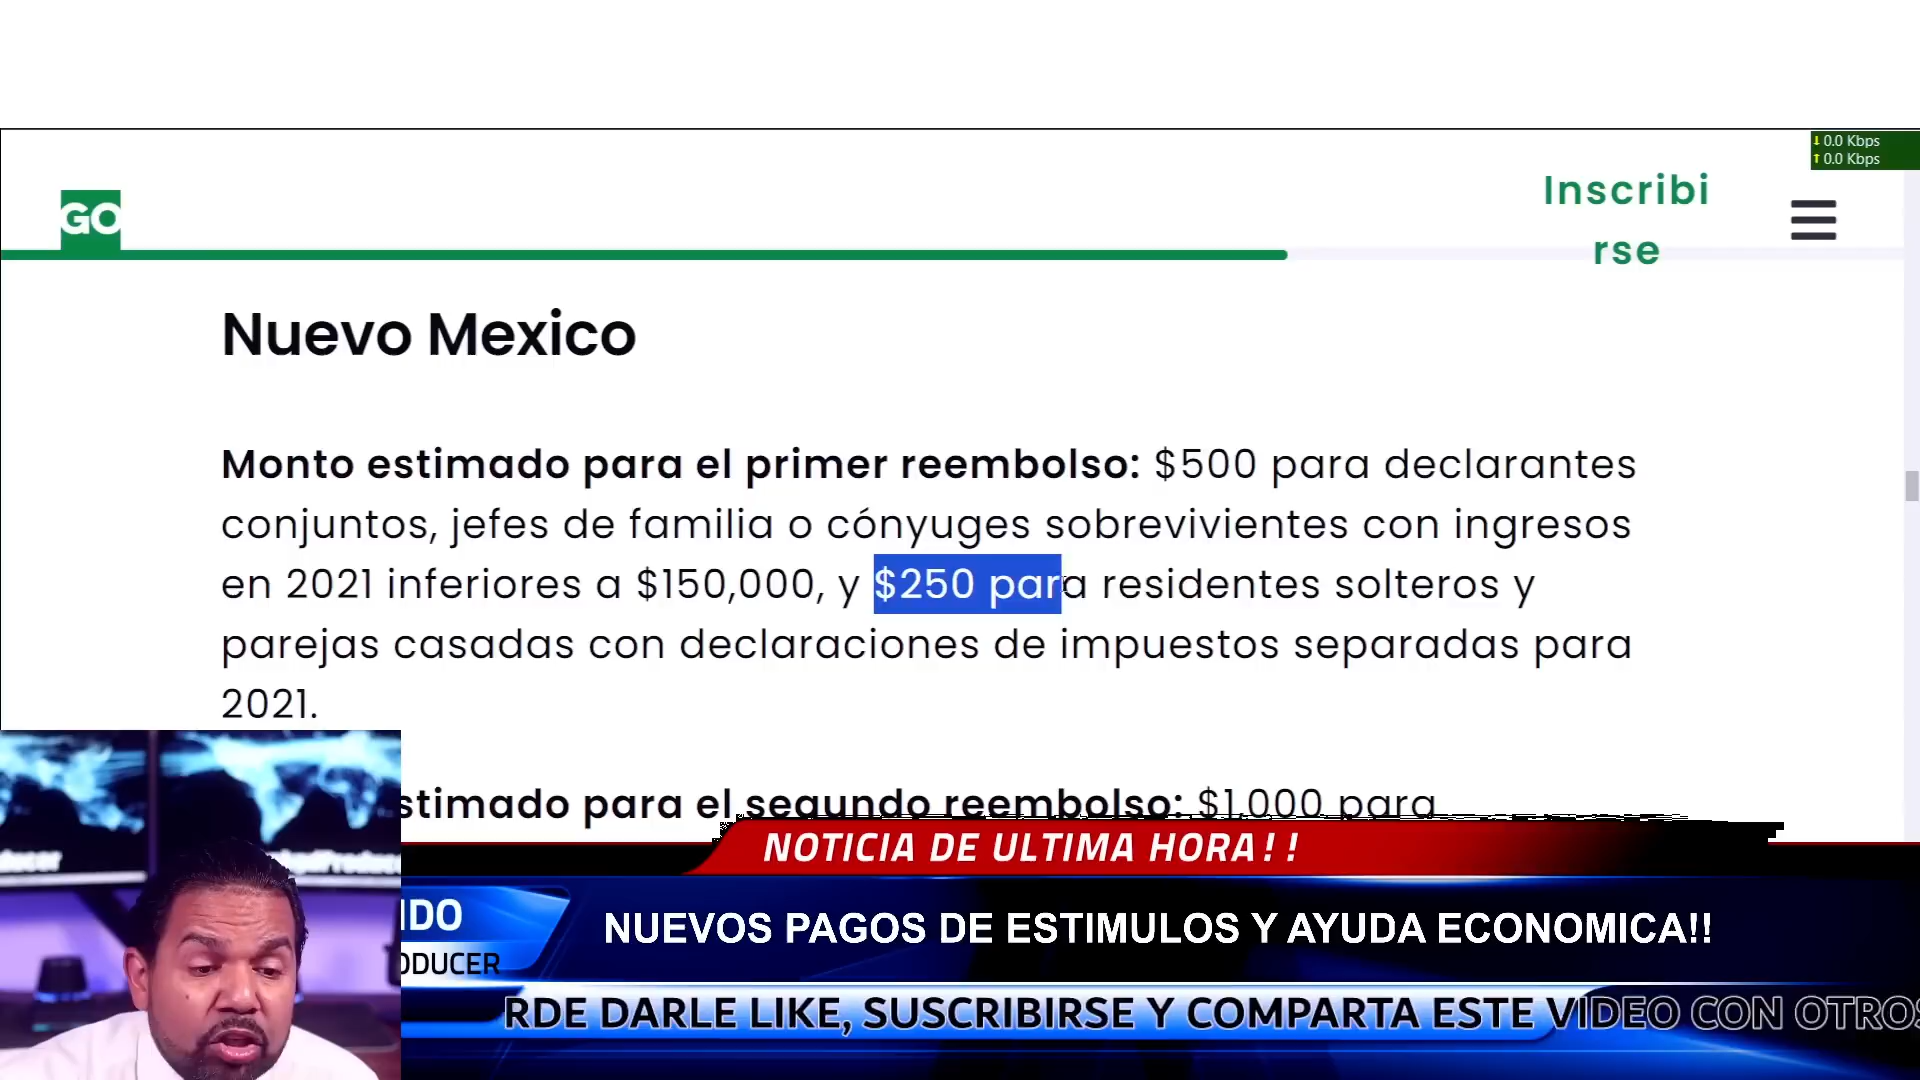 ↓ 0.0 Kbps
↑ 0.0 Kbps
GO
Inscribi
rse
Nuevo Mexico
Monto estimado para el primer reembolso: $500 para declarantes
conjuntos, jefes de familia o cónyuges sobrevivientes con ingresos
en 2021 inferiores a $150,000, y $250 para residentes solteros y
parejas casadas con declaraciones de impuestos separadas para
2021.
stimado para el segundo reembolso: $1,000 para
NOTICIA DE ULTIMA HORA!!
NUEVOS PAGOS DE ESTIMULOS Y AYUDA ECONOMICA!!
RDE DARLE LIKE, SUSCRIBIRSE Y COMPARTA ESTE VIDEO CON OTROS